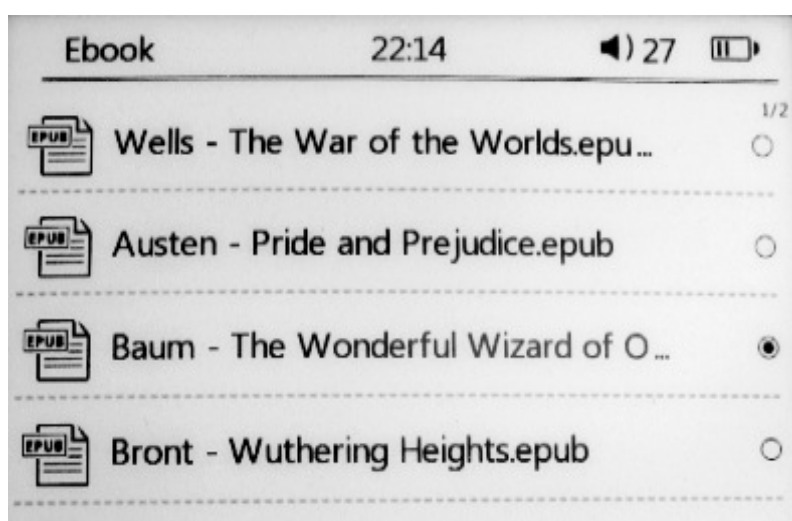 Ebook 22:14 27
1/2
EPUB Wells - The War of the Worlds.epu...
EPUB Austen - Pride and Prejudice.epub
EPUB Baum - The Wonderful Wizard of O...
EPUB Bront - Wuthering Heights.epub